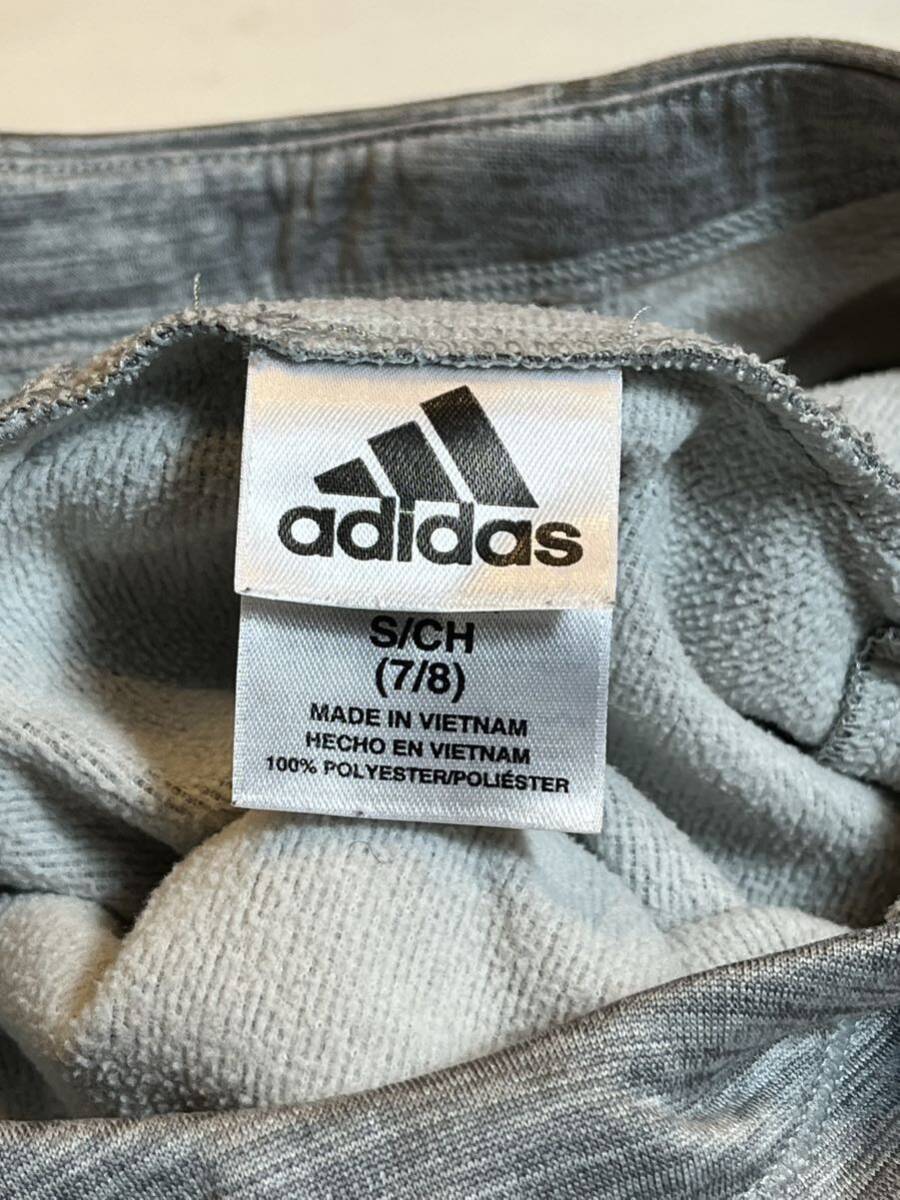 adidas
S/CH
(7/8)
MADE IN VIETNAM
HECHO EN VIETNAM
100% POLYESTER/POLIÉSTER